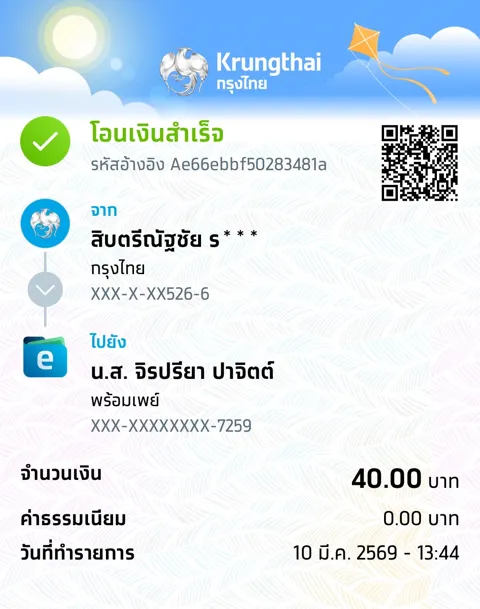 Krungthai
กรุงไทย
โอนเงินสำเร็จ
รหัสอ้างอิง Ae66ebbf50283481a
จาก
สิบตรีณัฐชัย ร***
กรุงไทย
XXX-X-XX526-6
ไปยัง
e
น.ส. จิรปรียา ปาจิตต์
พร้อมเพย์
XXX-XXXXXXXX-7259
จำนวนเงิน 40.00 บาท
ค่าธรรมเนียม 0.00 บาท
วันที่ทำรายการ 10 มี.ค. 2569 - 13:44